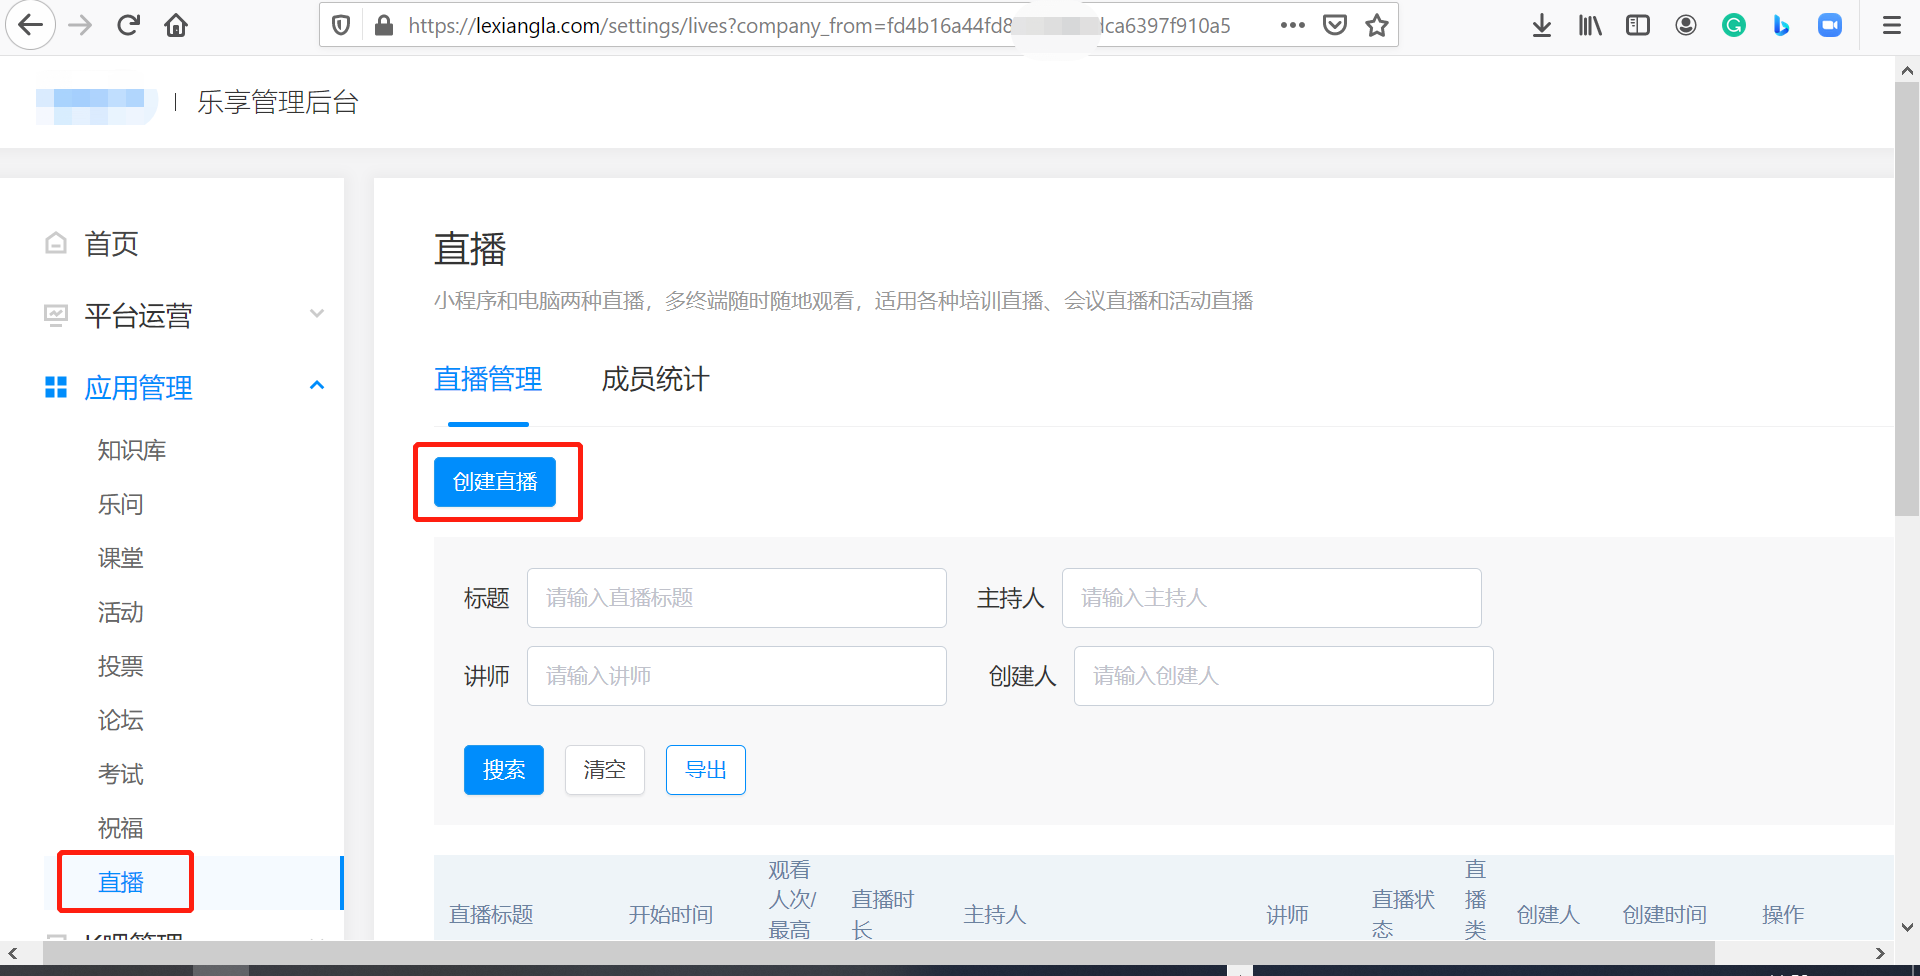 https://lexiangla.com/settings/lives?company_from=fd4b16a44fd8 dca6397f910a5
乐享管理后台
首页
平台运营
应用管理
知识库
乐问
课堂
活动
投票
论坛
考试
祝福
直播
K吧管理
直播
小程序和电脑两种直播，多终端随时随地观看，适用各种培训直播、会议直播和活动直播
直播管理 成员统计
创建直播
标题 请输入直播标题 主持人 请输入主持人
讲师 请输入讲师 创建人 请输入创建人
搜索 清空 导出
直播标题 开始时间 观看人次/最高 直播时长 主持人 讲师 直播状态 直播类 创建人 创建时间 操作